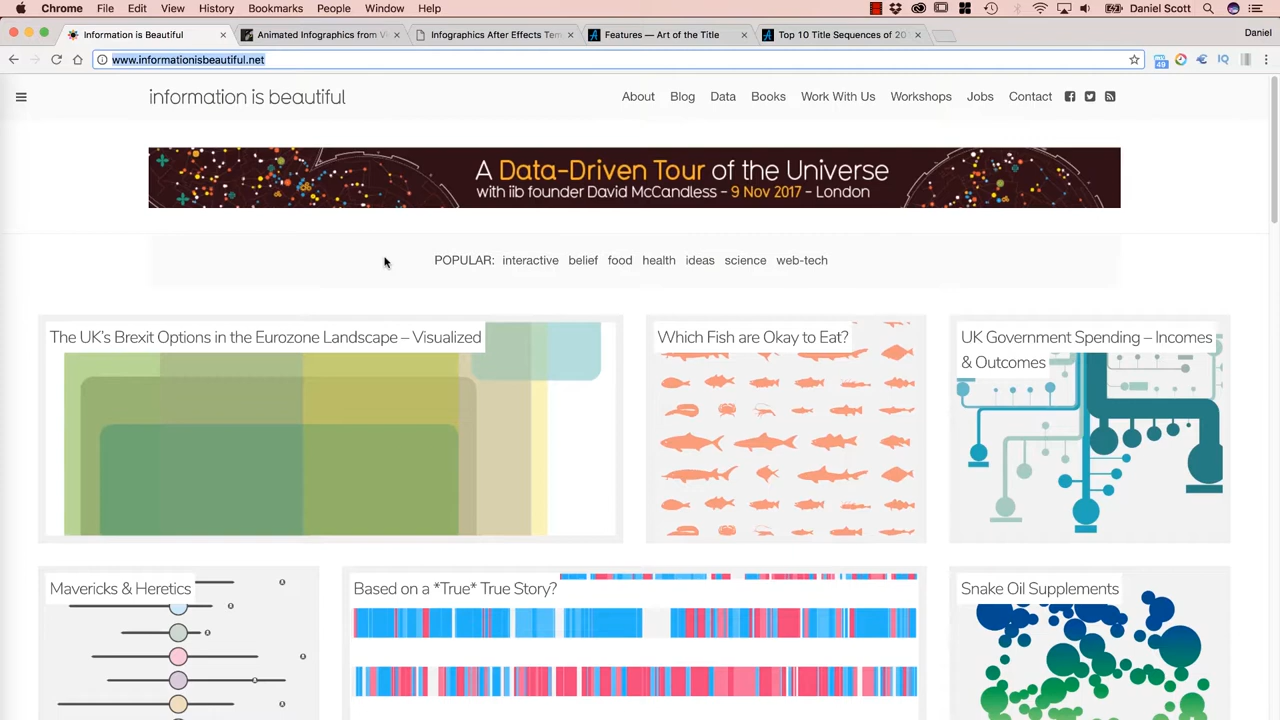 Chrome File Edit View History Bookmarks People Window Help Daniel Scott
Information is Beautiful Animated Infographics from Vi Infographics After Effects Tem Features — Art of the Title Top 10 Title Sequences of 20 Daniel
www.informationisbeautiful.net 49 IQ
information is beautiful About Blog Data Books Work With Us Workshops Jobs Contact
A Data-Driven Tour of the Universe
with iib founder David McCandless - 9 Nov 2017 - London
POPULAR: interactive belief food health ideas science web-tech
The UK's Brexit Options in the Eurozone Landscape – Visualized
Which Fish are Okay to Eat?
UK Government Spending – Incomes
& Outcomes
Mavericks & Heretics
Based on a *True* True Story?
Snake Oil Supplements